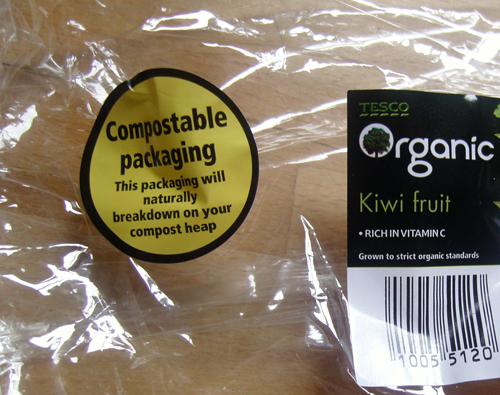 Compostable
packaging
This packaging will
naturally
breakdown on your
compost heap
TESCO
Organic
Kiwi fruit
• RICH IN VITAMIN C
Grown to strict organic standards
1005 5120